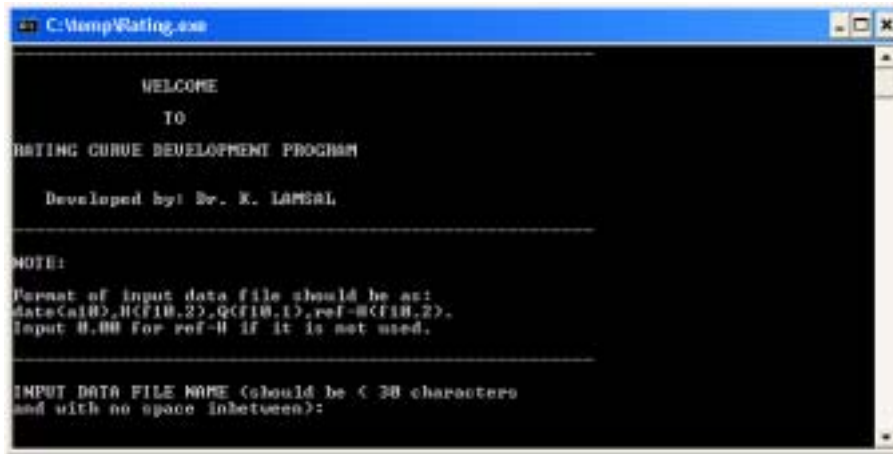 C:\temp\Rating.exe
WELCOME
TO
RATING CURVE DEVELOPMENT PROGRAM
Developed by: Dr. K. LAMSAL
NOTE:
Format of input data file should be as:
date(a10),H(f10.2),Q(f10.1),ref-H(f10.2).
Input 0.00 for ref-H if it is not used.
INPUT DATA FILE NAME (should be < 30 characters
and with no space inbetween):